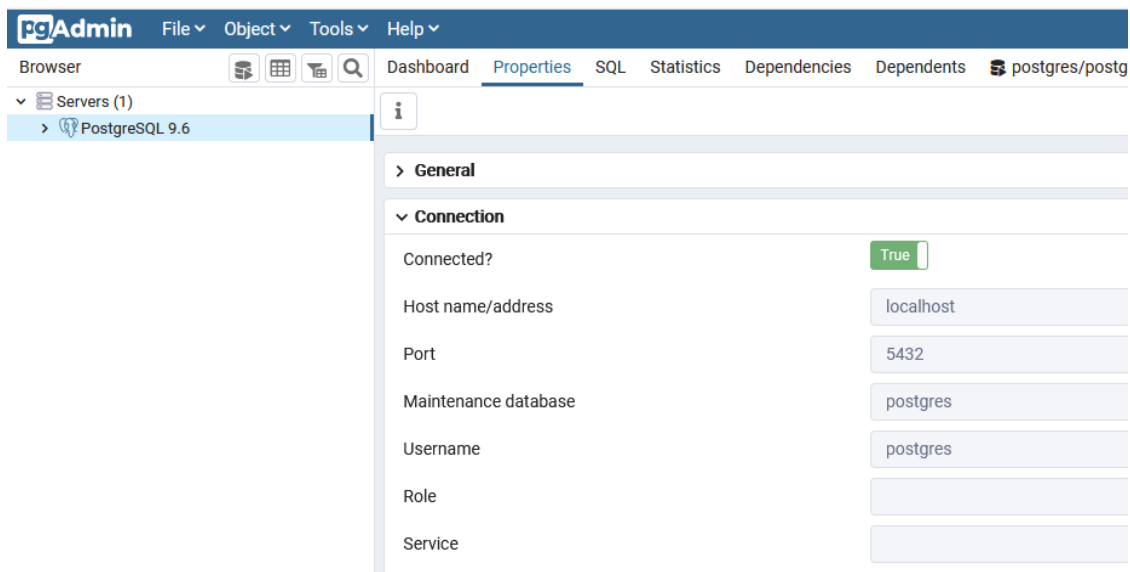 pgAdmin File Object Tools Help
Browser
Dashboard Properties SQL Statistics Dependencies Dependents postgres/postg
Servers (1)
PostgreSQL 9.6
i
General
Connection
Connected? True
Host name/address localhost
Port 5432
Maintenance database postgres
Username postgres
Role
Service